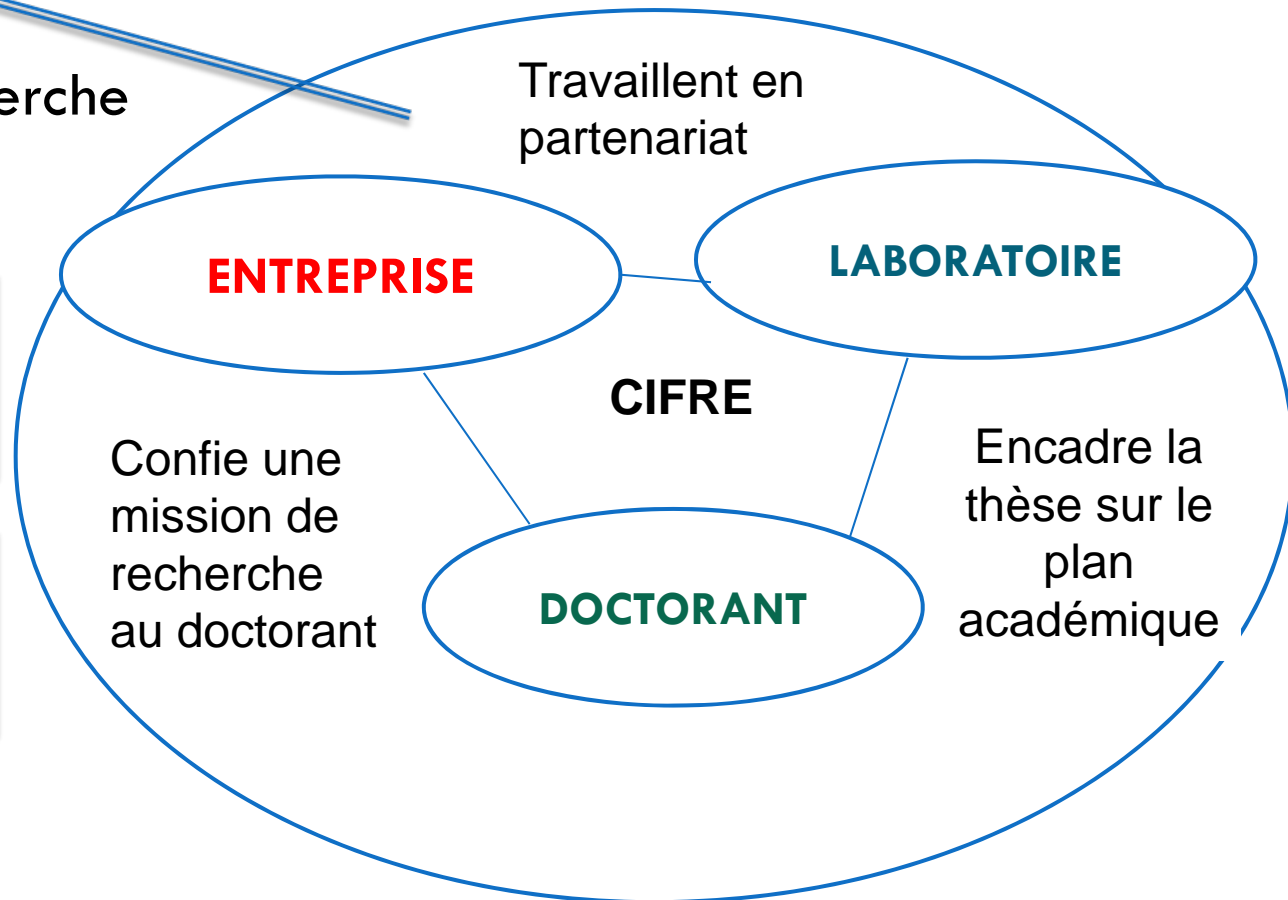 Travaillent en
partenariat
erche
ENTREPRISE
LABORATOIRE
CIFRE
Confie une
mission de
recherche
au doctorant
Encadre la
thèse sur le
plan
académique
DOCTORANT